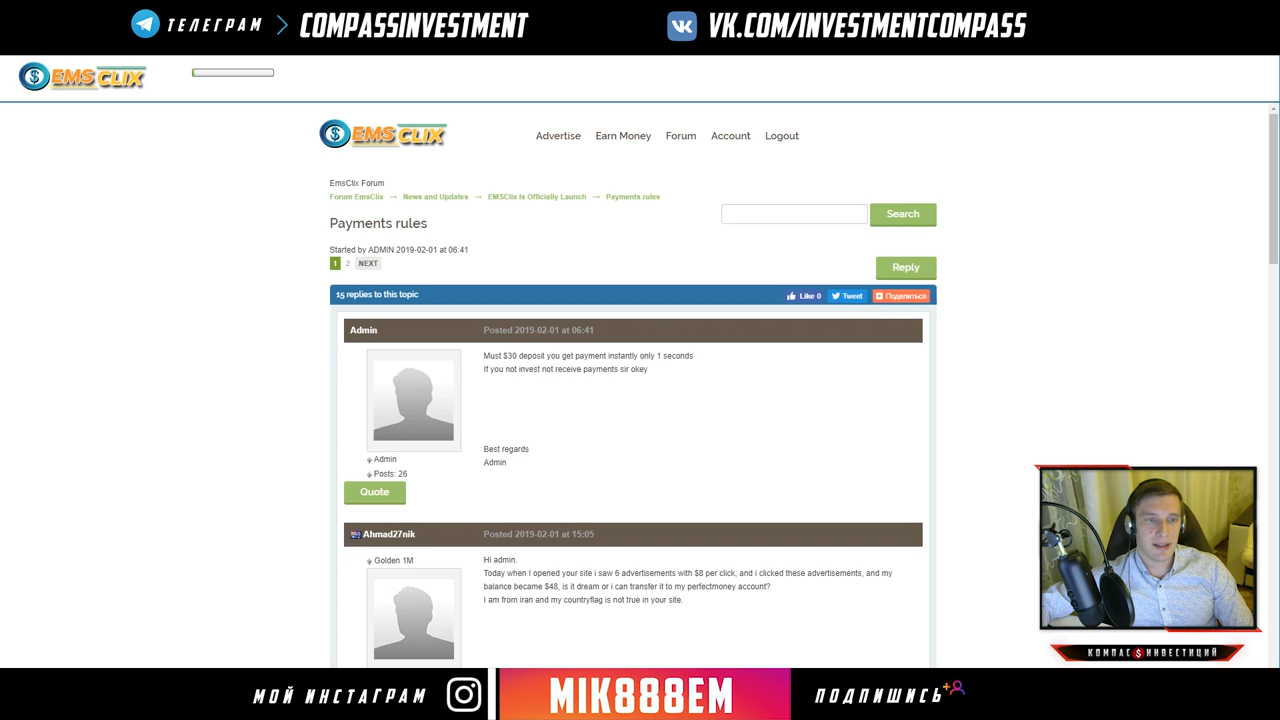 ТЕЛЕГРАМ
COMPASSINVESTMENT
VK.COM/INVESTMENTCOMPASS
EMS CLIX
EMS CLIX
Advertise
Earn Money
Forum
Account
Logout
EmsClix Forum
Forum EmsClix → News and Updates → EMSClix Is Officially Launch → Payments rules
Search
Payments rules
Started by ADMIN 2019-02-01 at 06:41
1 2 NEXT
Reply
15 replies to this topic
Like 0
Tweet
Поделиться
Admin
Posted 2019-02-01 at 06:41
Must $30 deposit you get payment instantly only 1 seconds
If you not invest not receive payments sir okey
Best regards
Admin
Admin
Posts: 26
Quote
Ahmad27nik
Posted 2019-02-01 at 15:05
Golden 1M
Hi admin.
Today when I opened your site i saw 6 advertisements with $8 per click, and i clicked these advertisements, and my
balance became $48, is it dream or i can transfer it to my perfectmoney account?
I am from iran and my countryflag is not true in your site.
КОМПАС $ ИНВЕСТИЦИЙ
МОЙ ИНСТАГРАМ
MIK888EM
ПОДПИШИСЬ